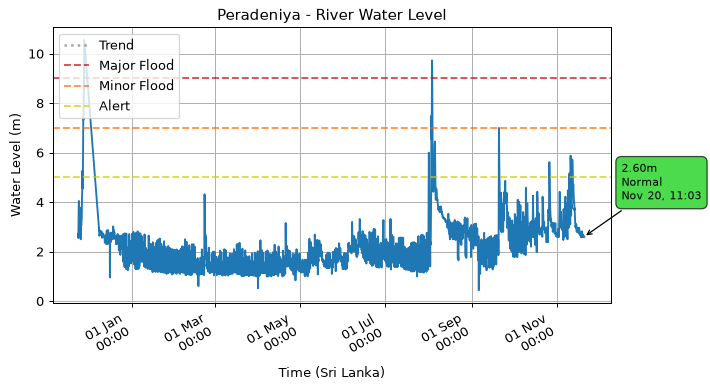 Peradeniya - River Water Level
Trend
Major Flood
Minor Flood
Alert
Water Level (m)
10
8
6
4
2
0
2.60m
Normal
Nov 20, 11:03
01 Jan
00:00
01 Mar
00:00
01 May
00:00
01 Jul
00:00
01 Sep
00:00
01 Nov
00:00
Time (Sri Lanka)